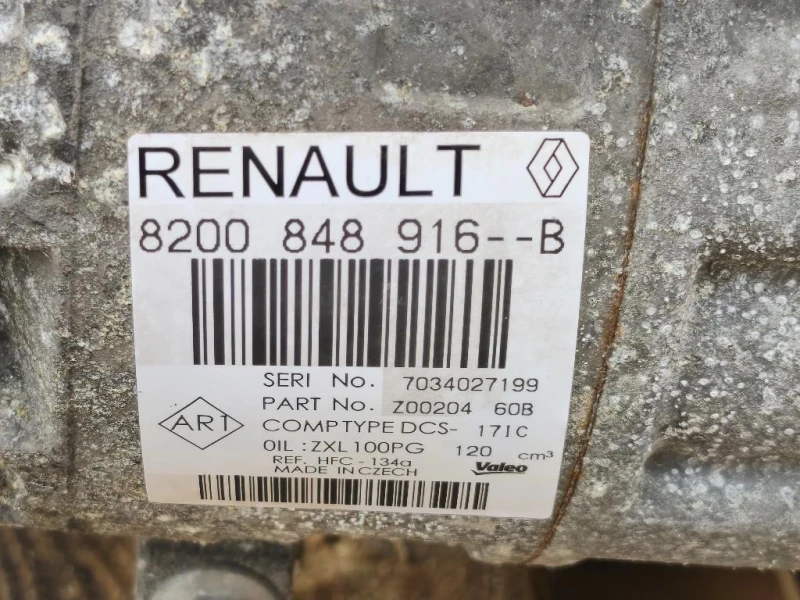 RENAULT
8200 848 916--B
SERI No. 7034027199
PART No. Z00204 60B
ART
COMPTYPE DCS- 171C
OIL : ZXL100PG 120 cm³
REF. HFC - 134a
MADE IN CZECH
Valeo